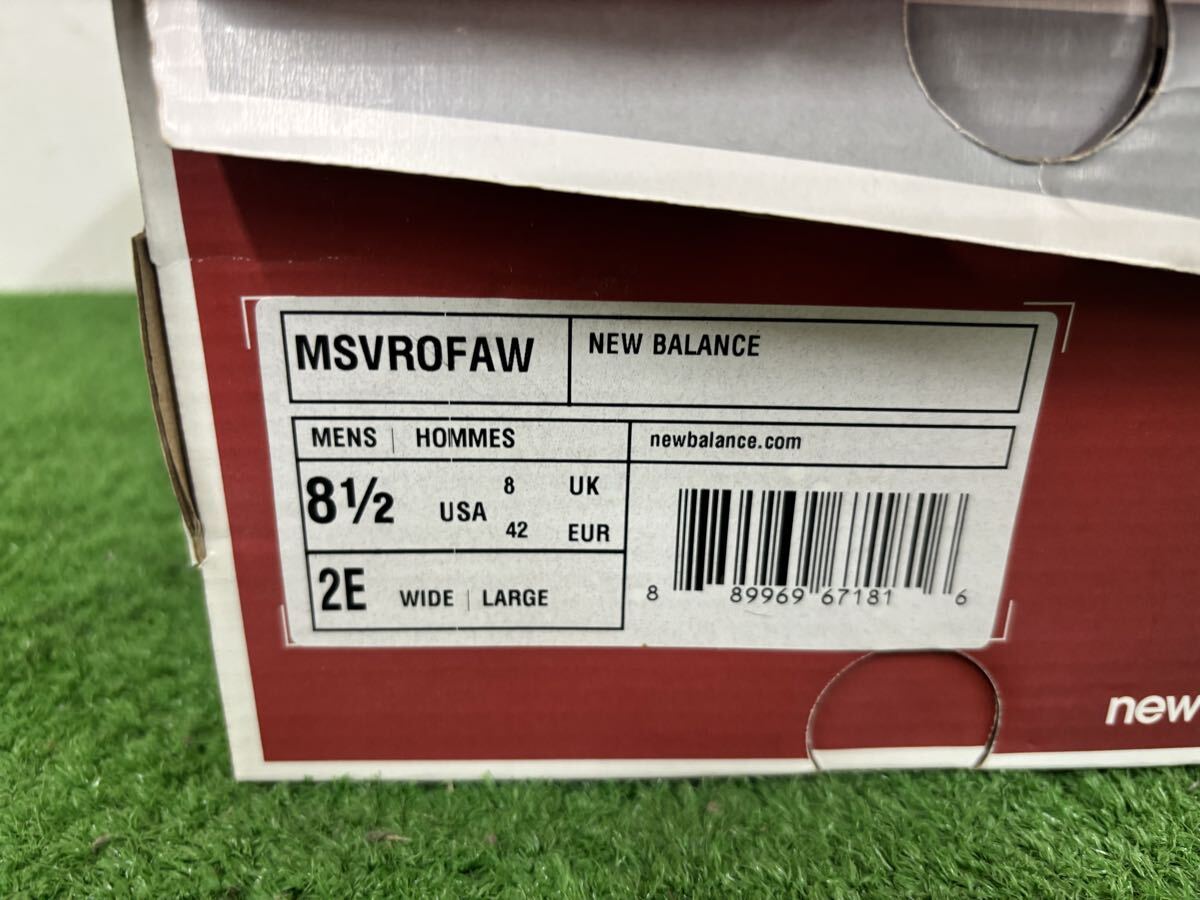 MSVROFAW
NEW BALANCE
MENS | HOMMES
newbalance.com
8½ USA 8 UK
42 EUR
2E WIDE | LARGE
8 89969 67181 6
new